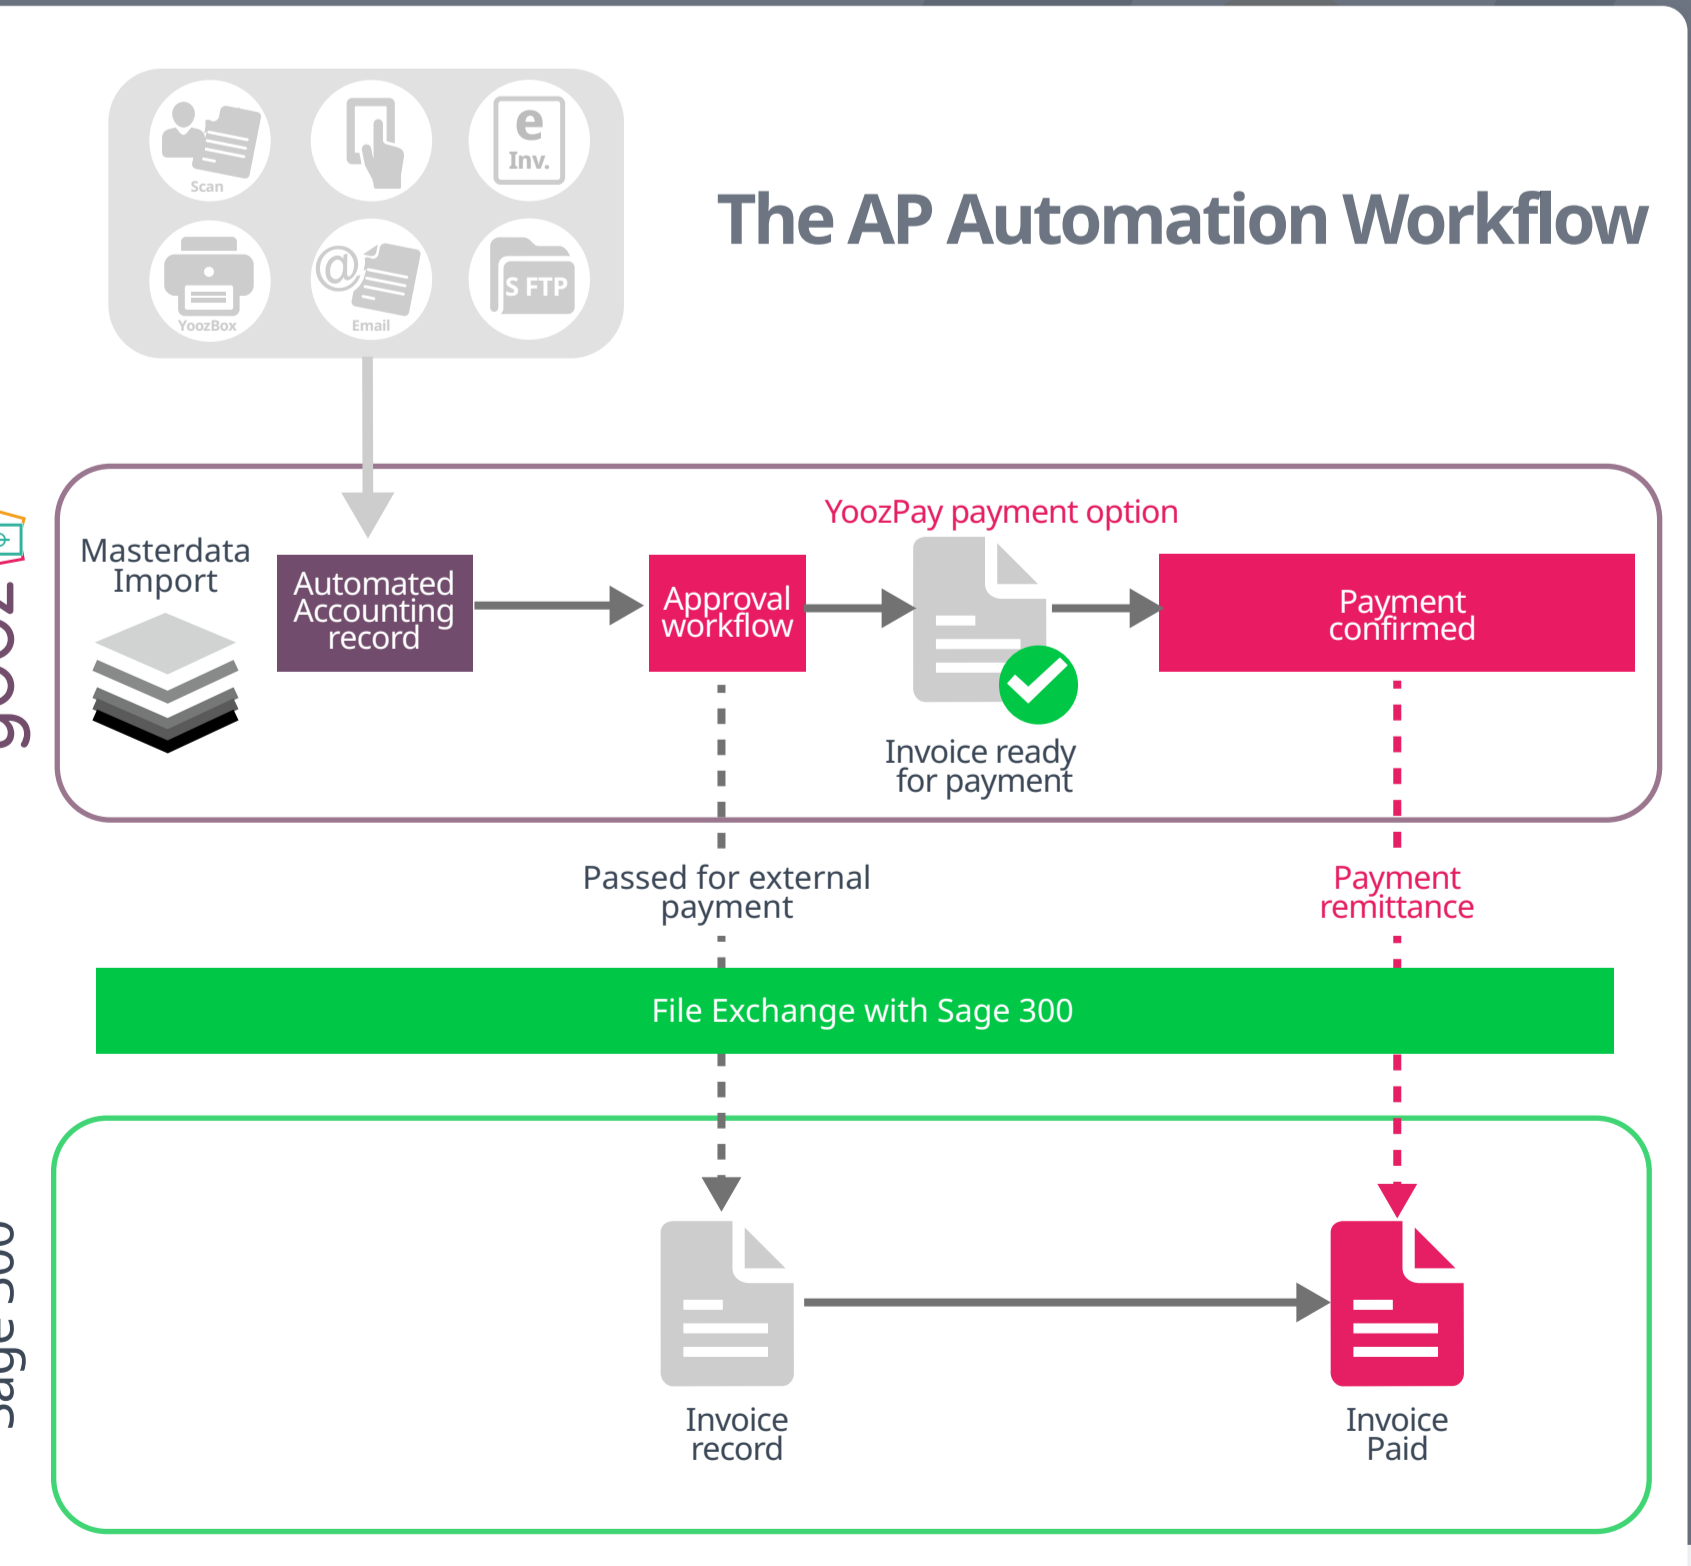 Scan
e
Inv.
YoozBox
@
Email
S FTP
The AP Automation Workflow
YoozPay payment option
Masterdata
Import
Automated
Accounting
record
Approval
workflow
Payment
confirmed
Invoice ready
for payment
Passed for external
payment
Payment
remittance
File Exchange with Sage 300
Sage 300
Invoice
record
Invoice
Paid